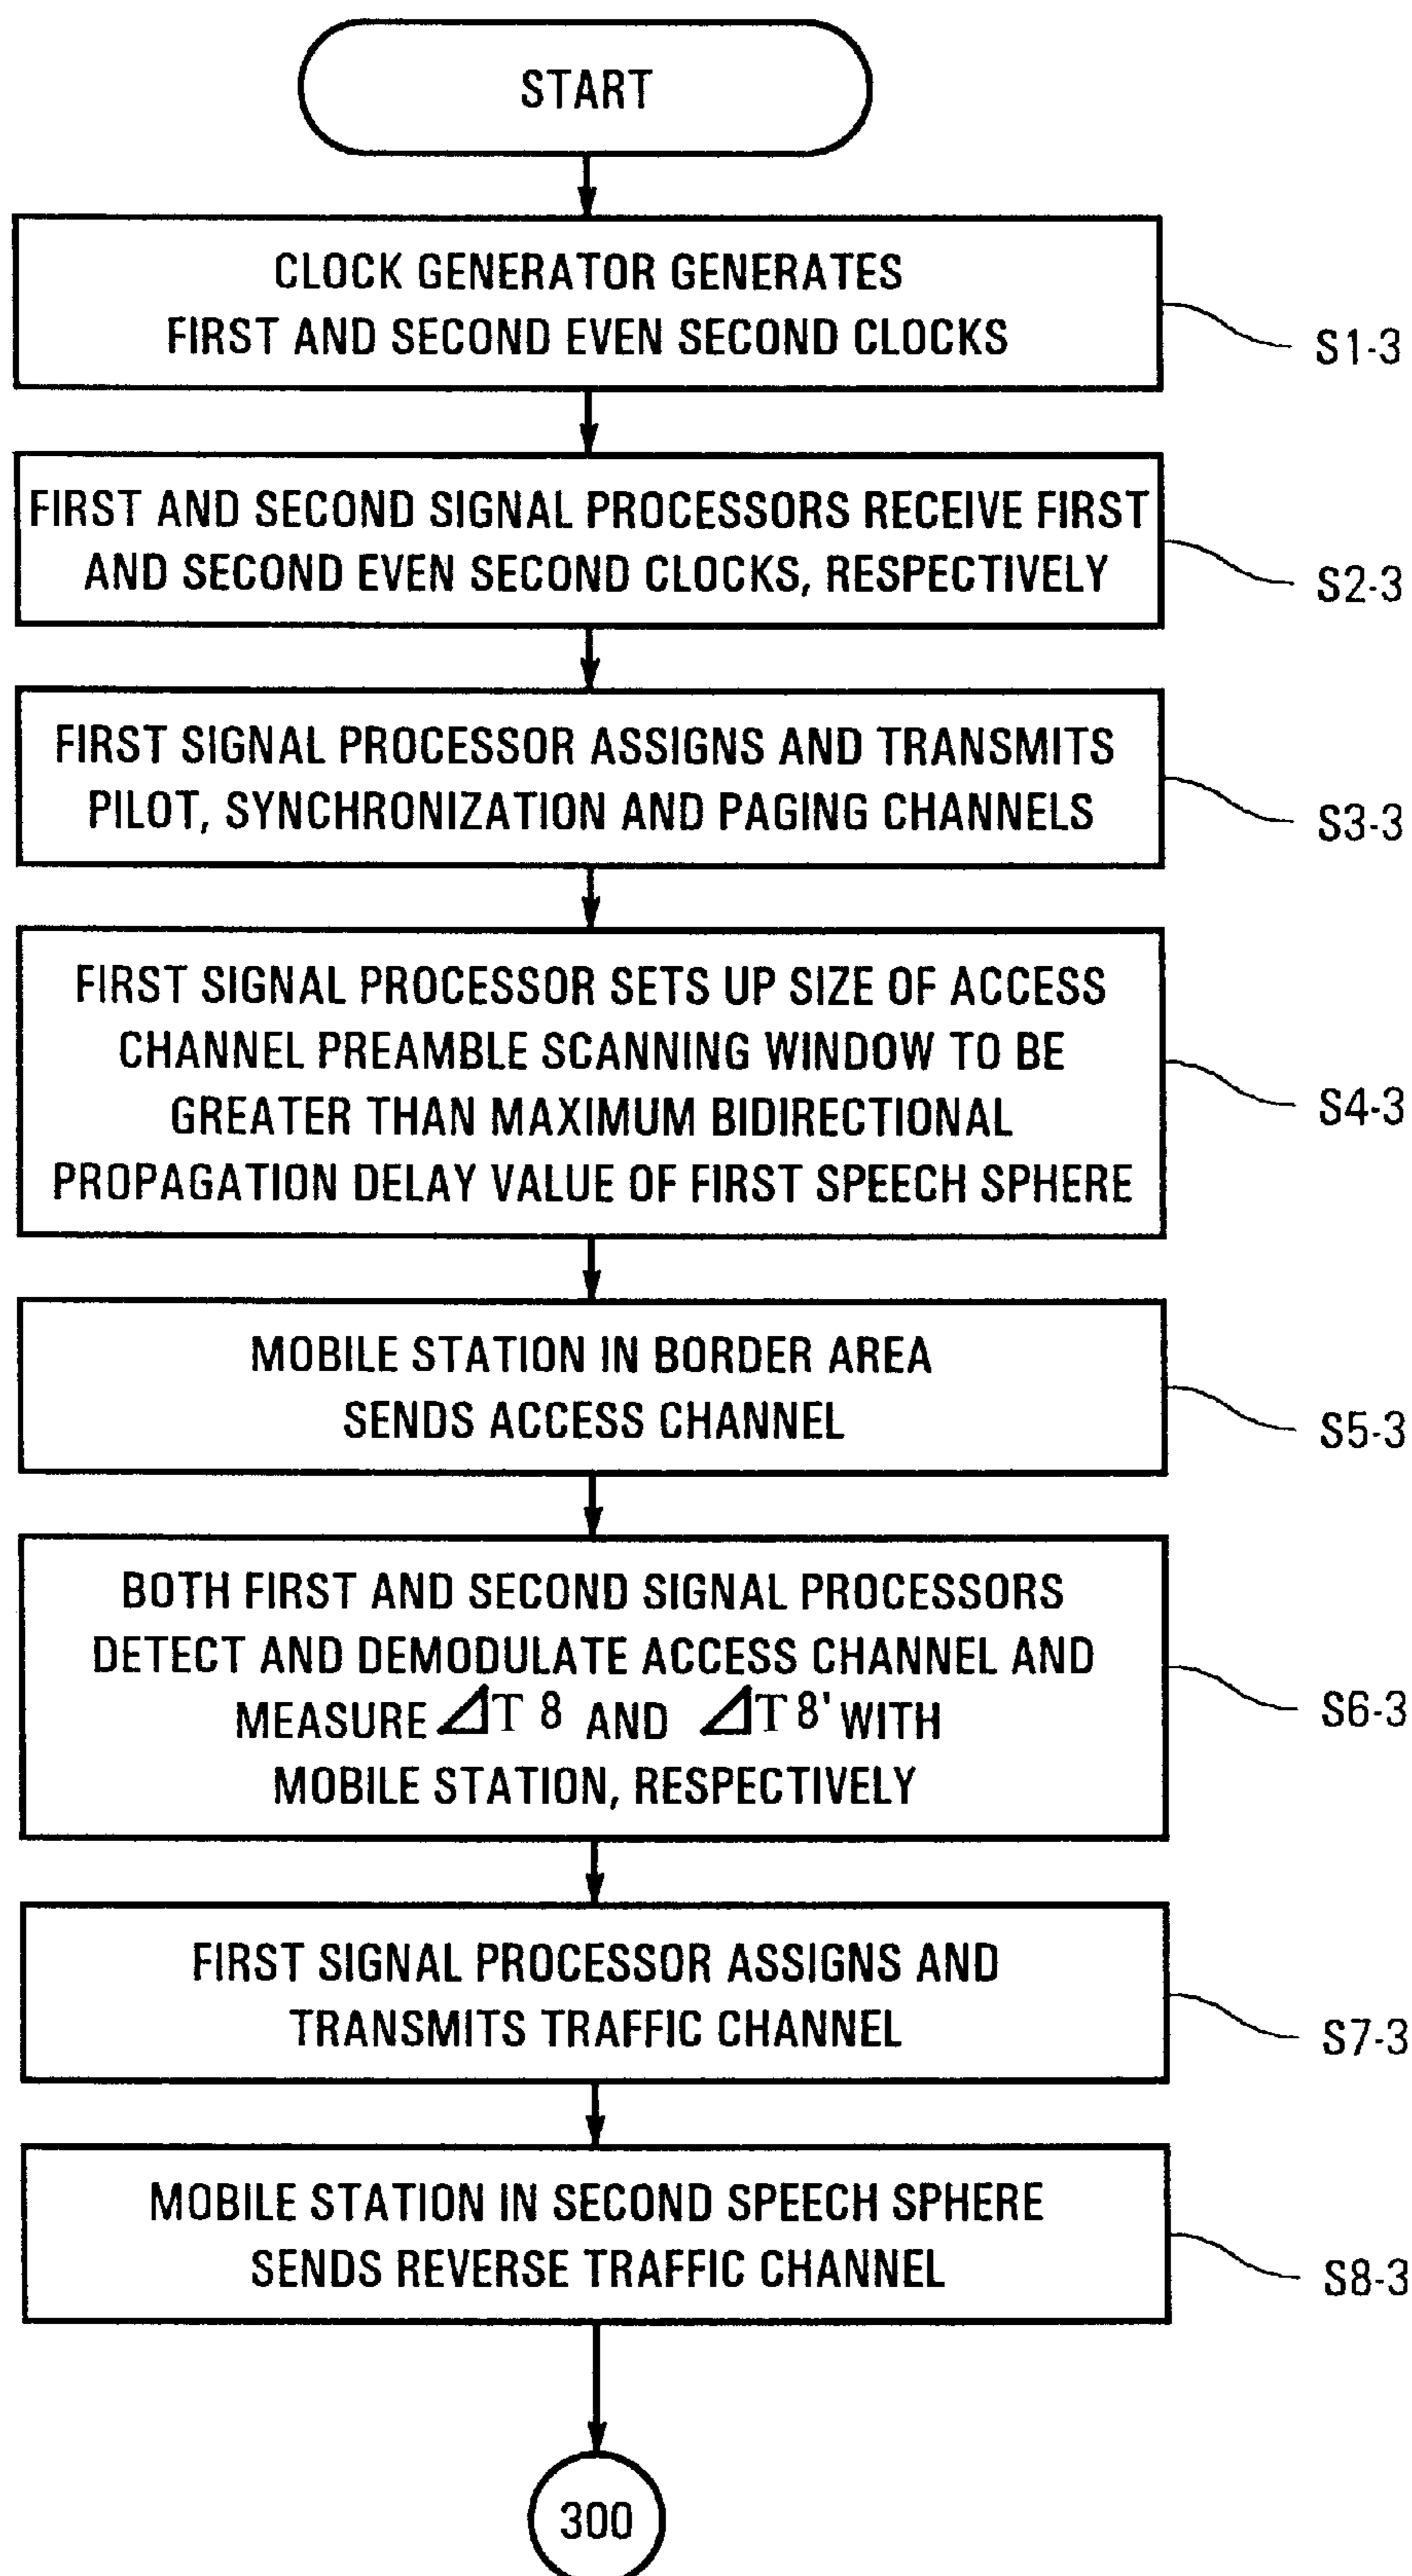 START
CLOCK GENERATOR GENERATES
FIRST AND SECOND EVEN SECOND CLOCKS
S1-3
FIRST AND SECOND SIGNAL PROCESSORS RECEIVE FIRST
AND SECOND EVEN SECOND CLOCKS, RESPECTIVELY
S2-3
FIRST SIGNAL PROCESSOR ASSIGNS AND TRANSMITS
PILOT, SYNCHRONIZATION AND PAGING CHANNELS
S3-3
FIRST SIGNAL PROCESSOR SETS UP SIZE OF ACCESS
CHANNEL PREAMBLE SCANNING WINDOW TO BE
GREATER THAN MAXIMUM BIDIRECTIONAL
PROPAGATION DELAY VALUE OF FIRST SPEECH SPHERE
S4-3
MOBILE STATION IN BORDER AREA
SENDS ACCESS CHANNEL
S5-3
BOTH FIRST AND SECOND SIGNAL PROCESSORS
DETECT AND DEMODULATE ACCESS CHANNEL AND
MEASURE ⊿T 8 AND ⊿T 8' WITH
MOBILE STATION, RESPECTIVELY
S6-3
FIRST SIGNAL PROCESSOR ASSIGNS AND
TRANSMITS TRAFFIC CHANNEL
S7-3
MOBILE STATION IN SECOND SPEECH SPHERE
SENDS REVERSE TRAFFIC CHANNEL
S8-3
300